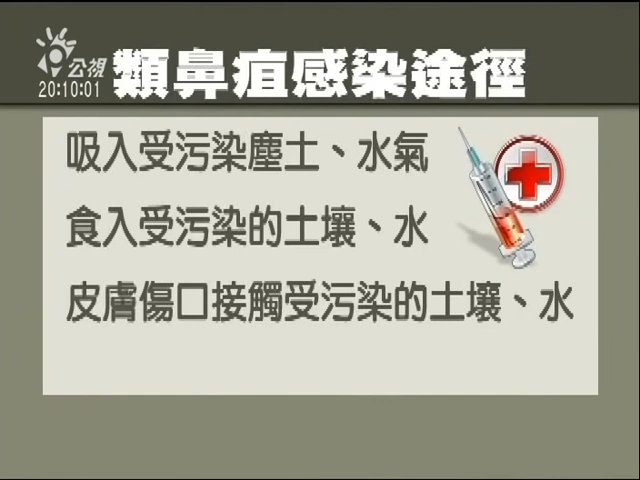 公視
類鼻疽感染途徑
20:10:01
吸入受污染塵土、水氣
食入受污染的土壤、水
皮膚傷口接觸受污染的土壤、水